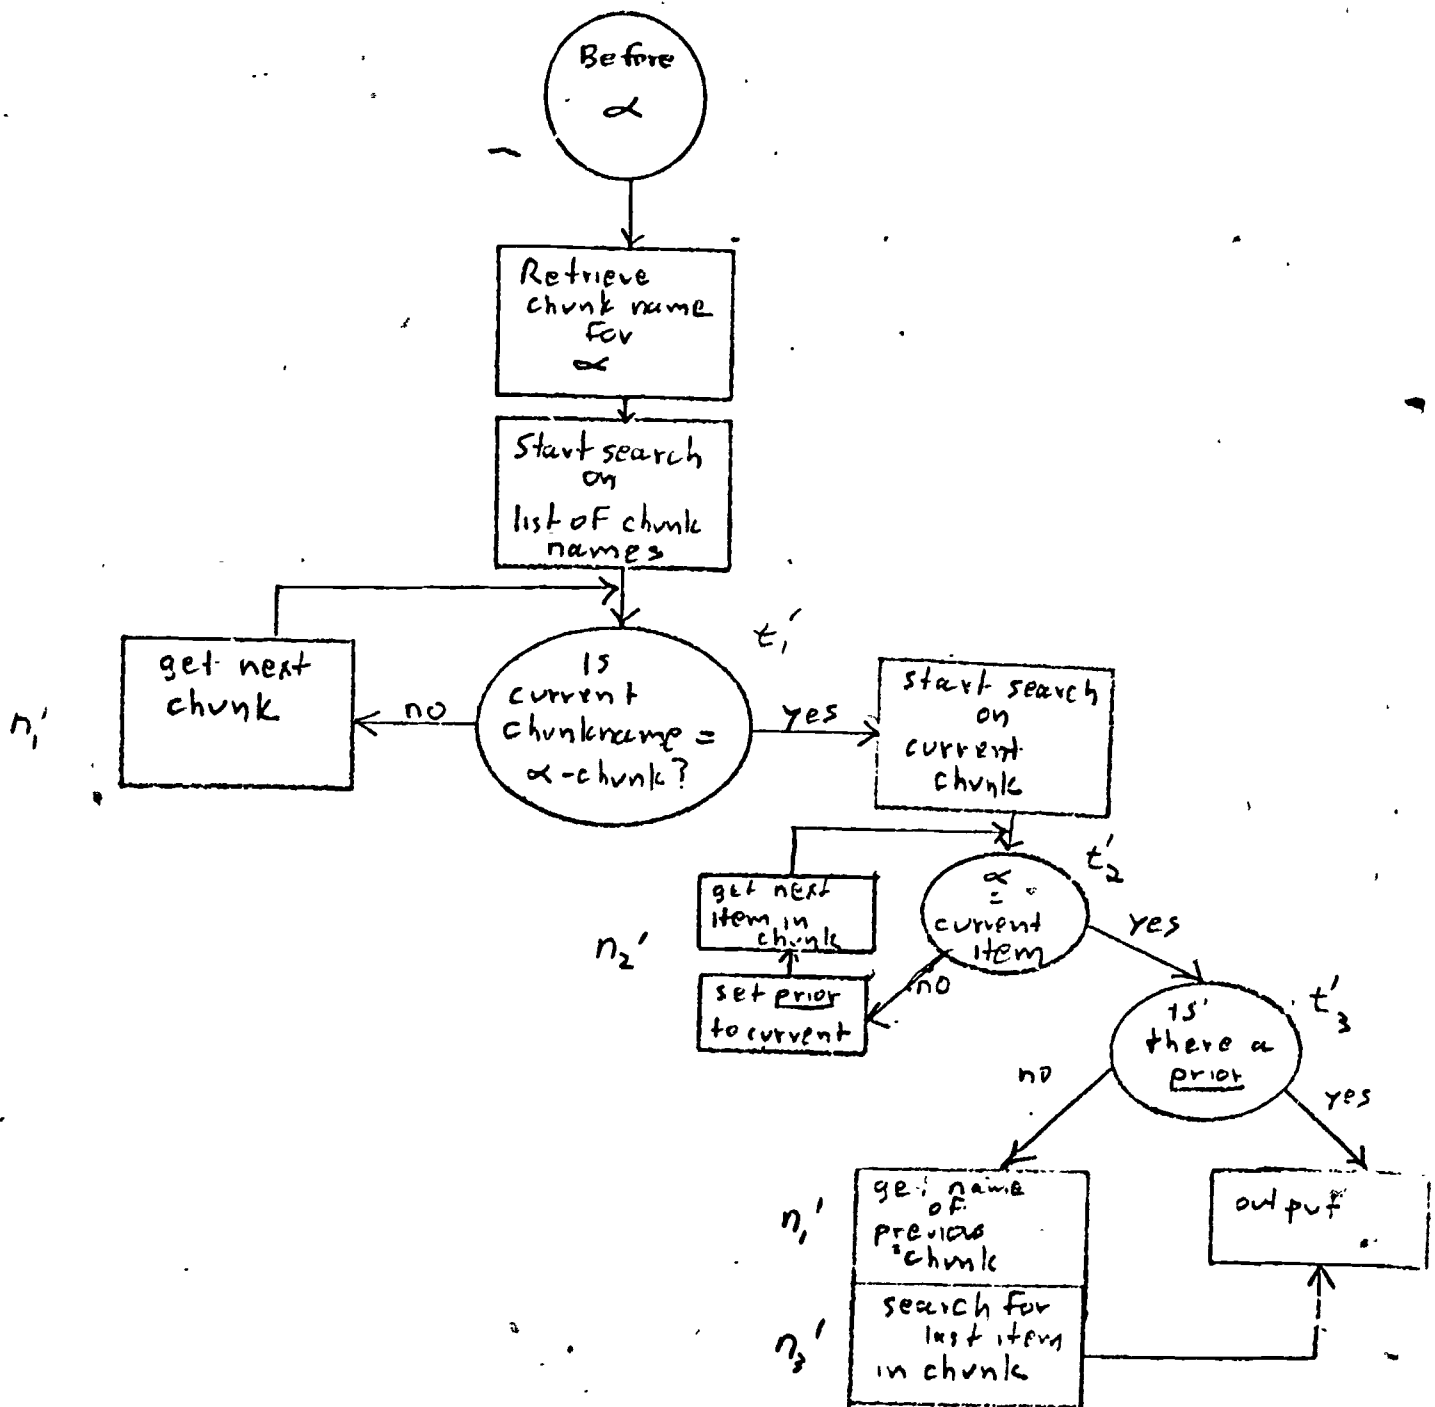 Before
α
Retrieve
chunk name
for
α
Start search
on
list of chunk
names
t₁'
Is
current
chunkname =
α-chunk?
no
get next
chunk
n₁'
yes
start search
on
current
chunk
t₂'
α
=
current
item
no
set prior
to current
get next
item in
chunk
n₂'
yes
t₃'
is
there a
prior
no
yes
n₁'
get name
of
previous
chunk
n₃'
search for
last item
in chunk
output